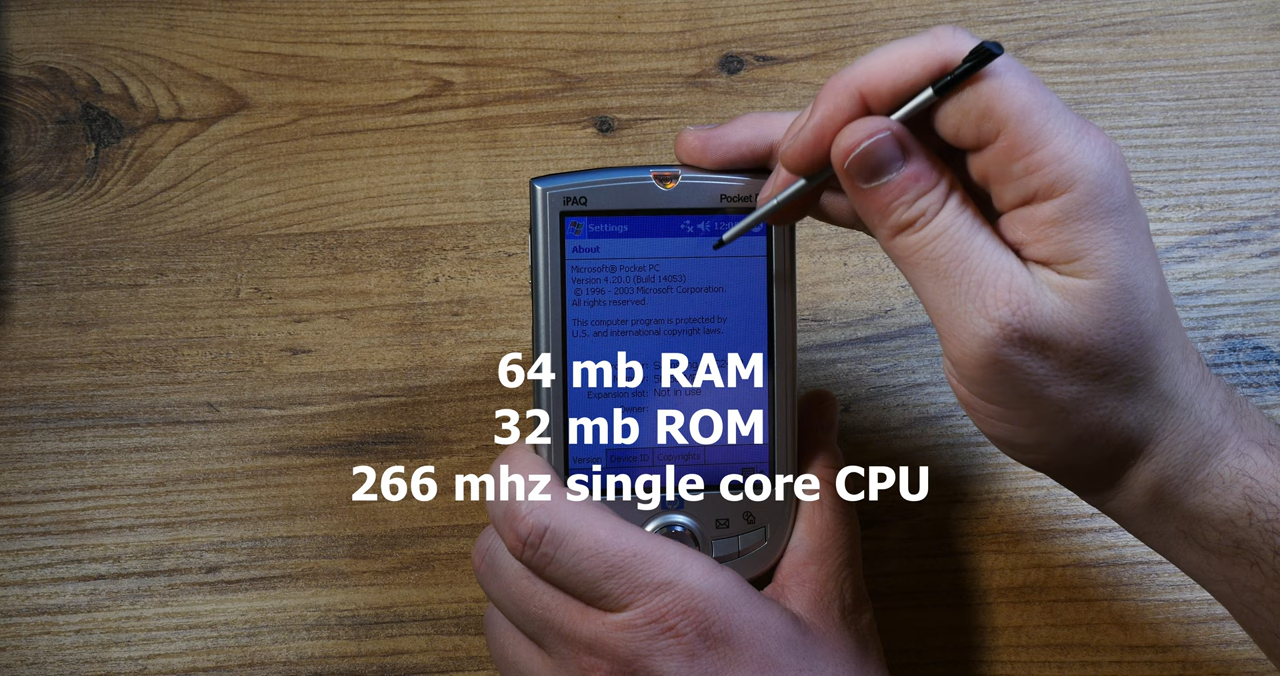 iPAQ
Pocket
Settings
About
Microsoft® Pocket PC
Version 4.20.0 (Build 14053)
© 1996 - 2003 Microsoft Corporation.
All rights reserved.
This computer program is protected by
U.S. and international copyright laws.
64 mb RAM
Expansion slot: Not in use
Owner:
32 mb ROM
Version Device ID Copyrights
266 mhz single core CPU